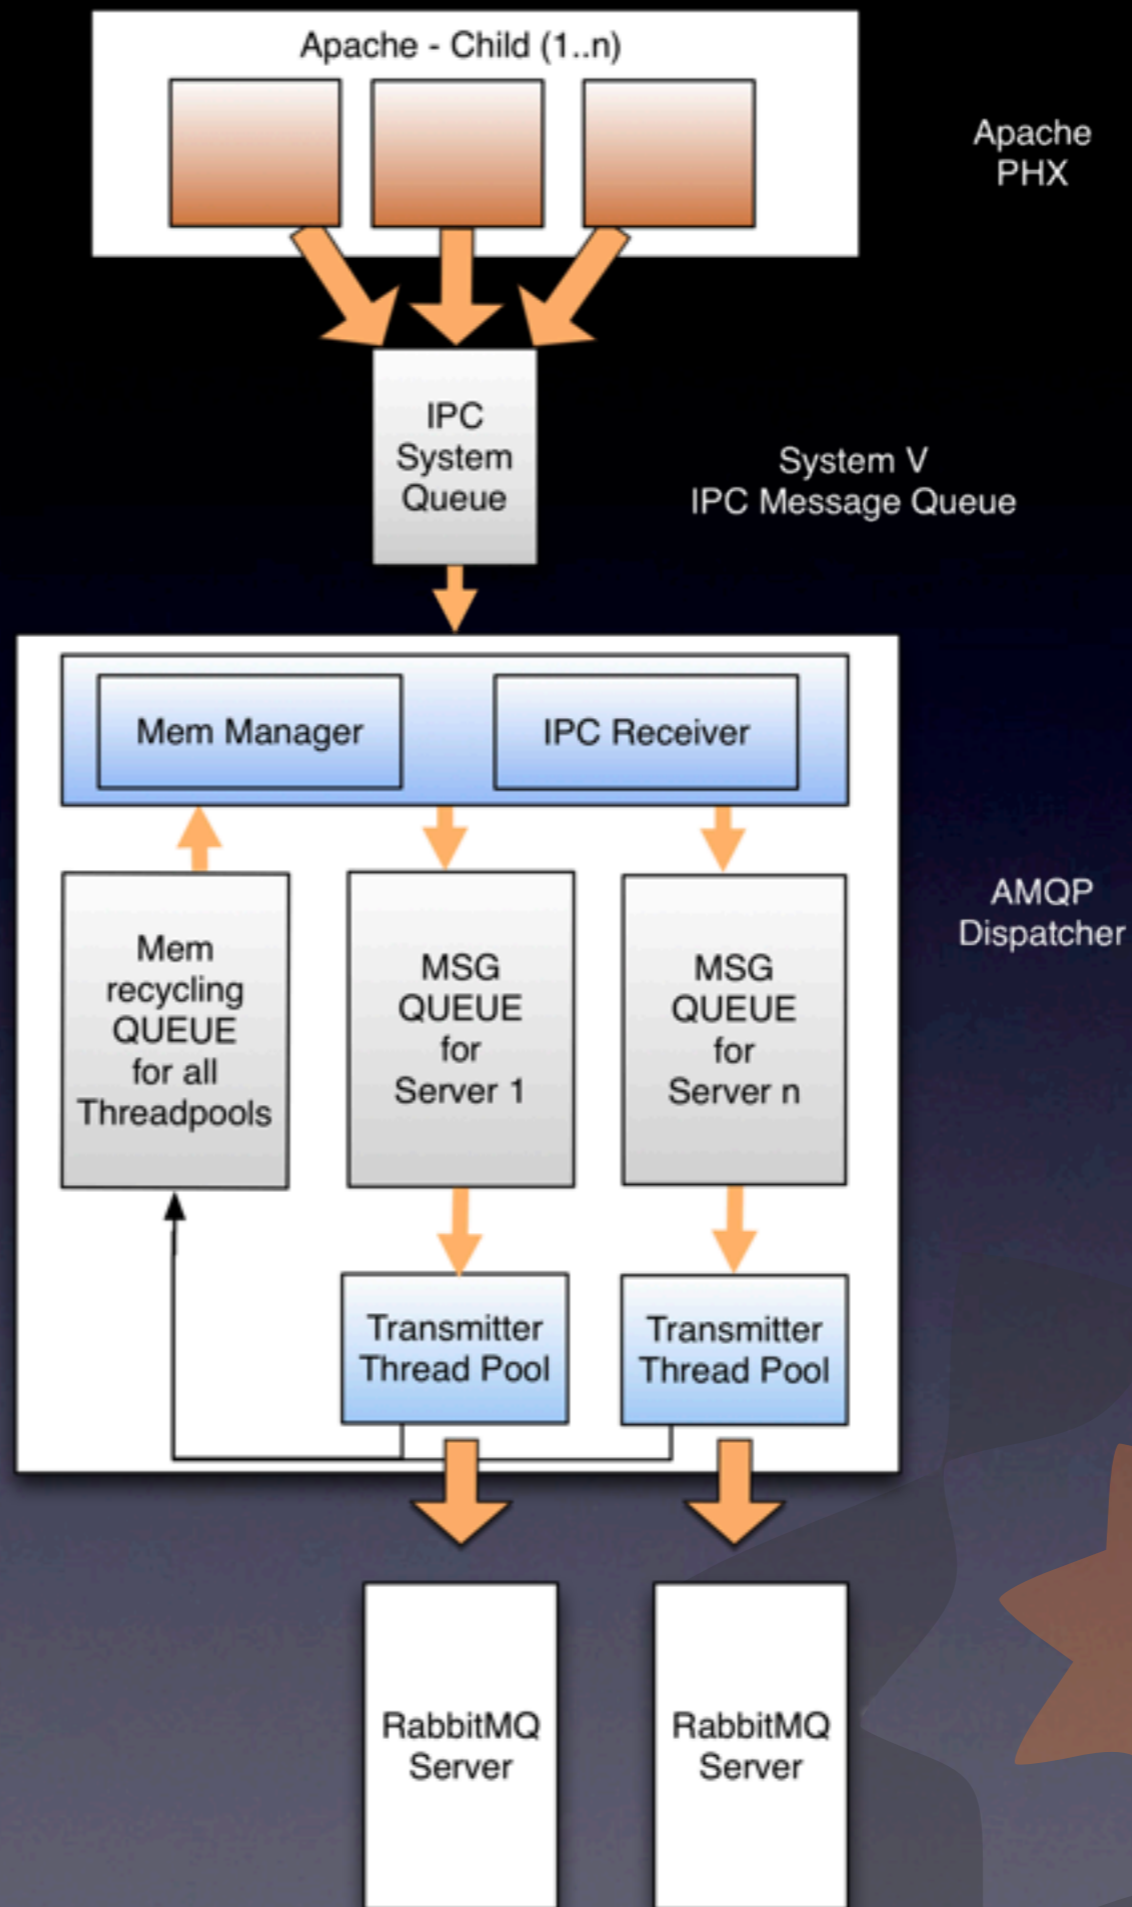 Apache - Child (1..n)
Apache
PHX
IPC
System
Queue
System V
IPC Message Queue
Mem Manager
IPC Receiver
Mem
recycling
QUEUE
for all
Threadpools
MSG
QUEUE
for
Server 1
MSG
QUEUE
for
Server n
AMQP
Dispatcher
Transmitter
Thread Pool
Transmitter
Thread Pool
RabbitMQ
Server
RabbitMQ
Server